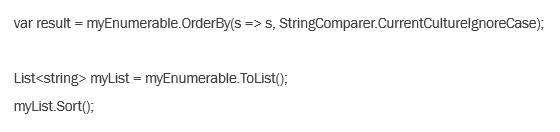 var result = myEnumerable.OrderBy(s => s, StringComparer.CurrentCultureIgnoreCase);
List<string> myList = myEnumerable.ToList();
myList.Sort();